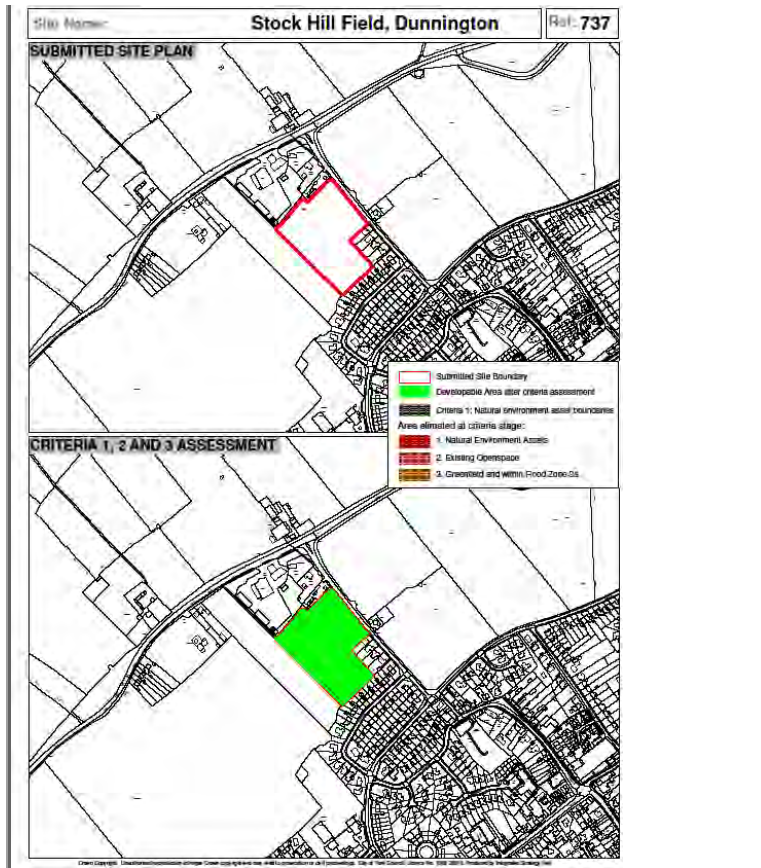 Site Name: Stock Hill Field, Dunnington Ref: 737
SUBMITTED SITE PLAN
Submitted Site Boundary
Developable Area after criteria assessment
Criteria 1: Natural environment asset boundaries
Area elimated at criteria stage:
1. Natural Environment Assets
2. Existing Openspace
3. Greenfield and within Flood Zone 3a
CRITERIA 1, 2 AND 3 ASSESSMENT